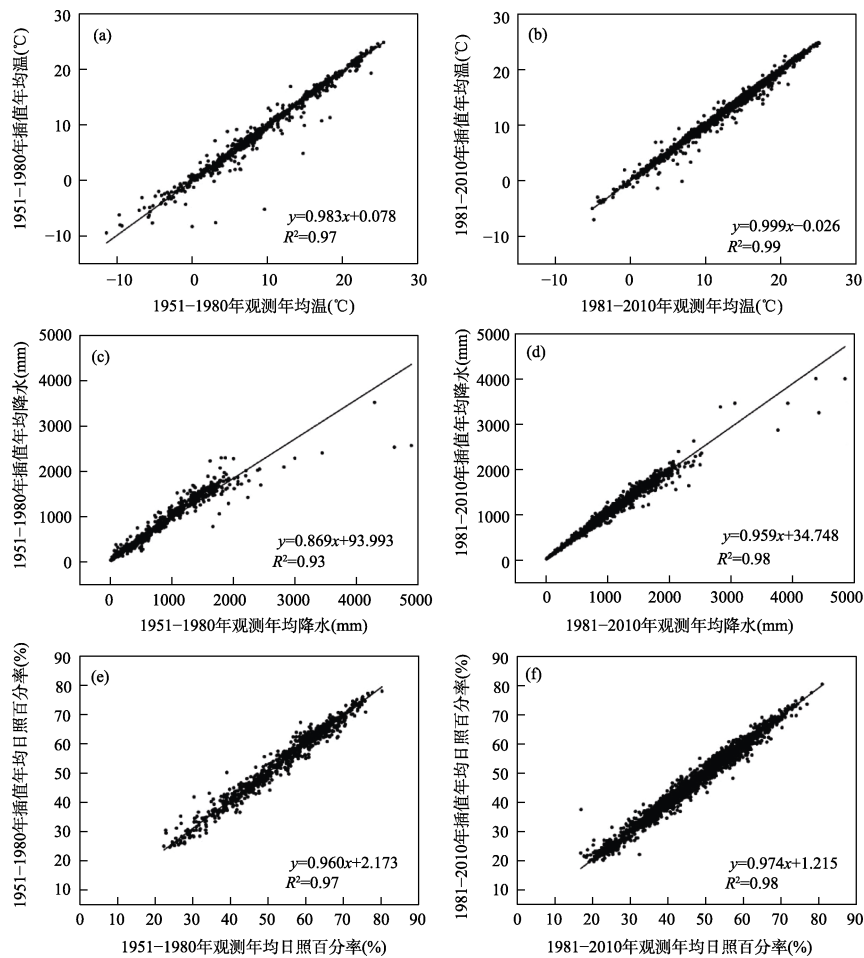 (a)
30
20
10
0
−10
1951−1980年插值年均温(℃)
y=0.983x+0.078
R²=0.97
−10 0 10 20 30
1951−1980年观测年均温(℃)
(b)
30
20
10
0
−10
1981−2010年插值年均温(℃)
y=0.999x−0.026
R²=0.99
−10 0 10 20 30
1981−2010年观测年均温(℃)
(c)
5000
4000
3000
2000
1000
0
1951−1980年插值年均降水(mm)
y=0.869x+93.993
R²=0.93
0 1000 2000 3000 4000 5000
1951−1980年观测年均降水(mm)
(d)
5000
4000
3000
2000
1000
0
1981−2010年插值年均降水(mm)
y=0.959x+34.748
R²=0.98
0 1000 2000 3000 4000 5000
1981−2010年观测年均降水(mm)
(e)
90
80
70
60
50
40
30
20
10
1951−1980年插值年均日照百分率(%)
y=0.960x+2.173
R²=0.97
0 10 20 30 40 50 60 70 80 90
1951−1980年观测年均日照百分率(%)
(f)
90
80
70
60
50
40
30
20
10
1981−2010年插值年均日照百分率(%)
y=0.974x+1.215
R²=0.98
0 10 20 30 40 50 60 70 80 90
1981−2010年观测年均日照百分率(%)